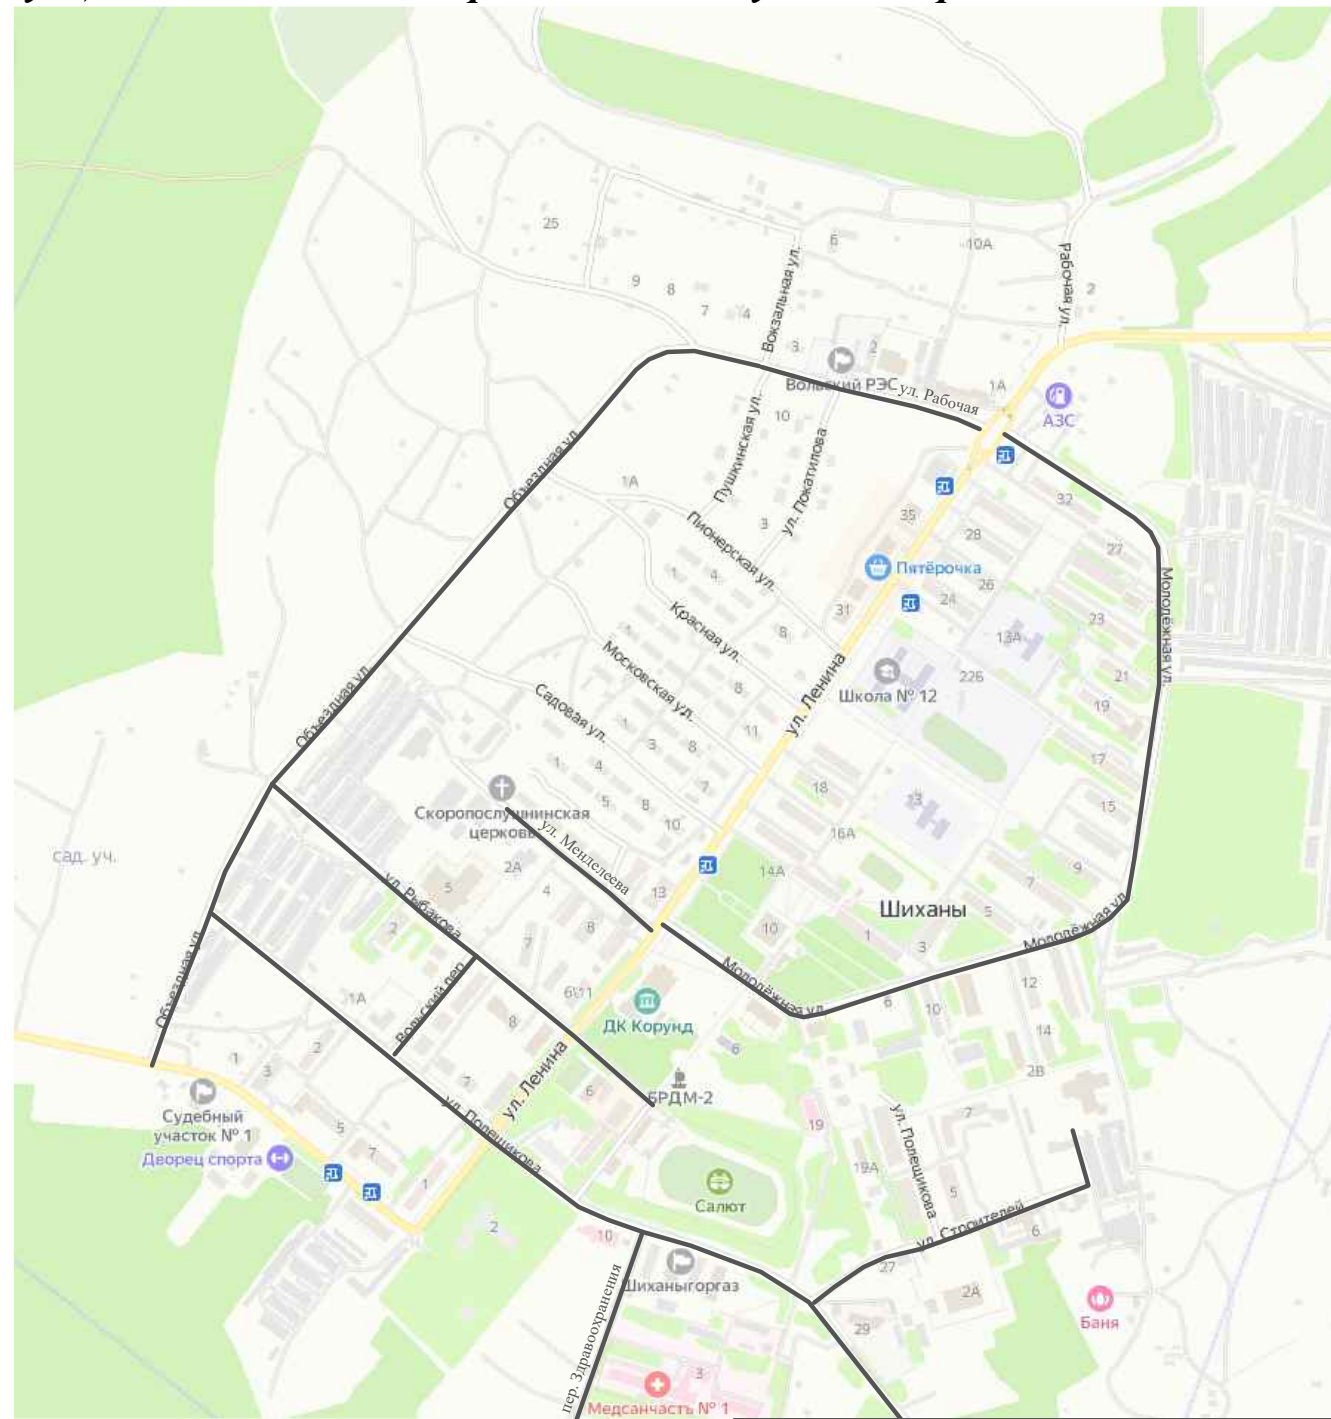 25
6
10А
Рабочая ул.
2
9
8
7
4
Вокзальная ул.
3
2
Вольский РЭС
ул. Рабочая
1А
АЗС
10
Пушкинская ул.
ул. Покатилова
Объездная ул.
1А
3
Пионерская ул.
35
32
28
27
Пятёрочка
26
24
1
4
31
23
Молодёжная ул.
Красная ул.
8
13А
Московская ул.
ул. Ленина
Школа № 12
22Б
21
19
Объездная ул.
Садовая ул.
8
11
1
3
8
17
1
4
7
18
13
15
5
8
10
Скоропослушнинская
церковь
ул. Менделеева
16А
сад. уч.
2А
14А
9
5
4
13
7
ул. Рыбакова
Шиханы
5
2
8
10
1
3
7
Молодёжная ул.
Объездная ул.
Молодёжная ул.
12
1А
Вольский пер.
6\11
ДК Корунд
6
10
8
14
1
2
3
ул. Ленина
6
2В
7
БРДМ-2
6
Судебный
участок № 1
5
ул. Полещикова
19
ул. Полещикова
7
Дворец спорта
7
19А
1
Салют
5
2
ул. Строителей
6
10
27
Шиханыгоргаз
2А
Баня
пер. Здравоохранения
29
3
Медсанчасть № 1